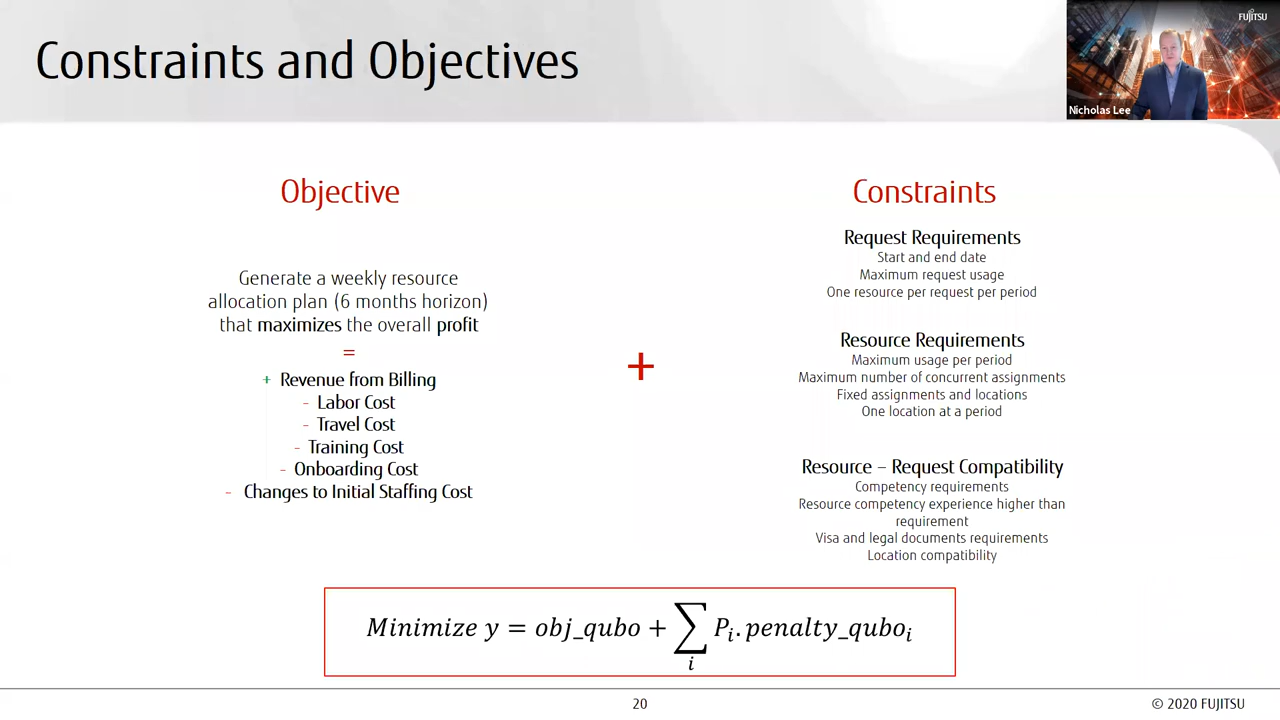 Constraints and Objectives
FUJITSU
Nicholas Lee
Objective
Generate a weekly resource
allocation plan (6 months horizon)
that maximizes the overall profit
=
+ Revenue from Billing
- Labor Cost
- Travel Cost
- Training Cost
- Onboarding Cost
- Changes to Initial Staffing Cost
+
Constraints
Request Requirements
Start and end date
Maximum request usage
One resource per request per period
Resource Requirements
Maximum usage per period
Maximum number of concurrent assignments
Fixed assignments and locations
One location at a period
Resource – Request Compatibility
Competency requirements
Resource competency experience higher than
requirement
Visa and legal documents requirements
Location compatibility
Minimize y = obj_qubo + ∑ᵢ Pᵢ. penalty_quboᵢ
20
© 2020 FUJITSU